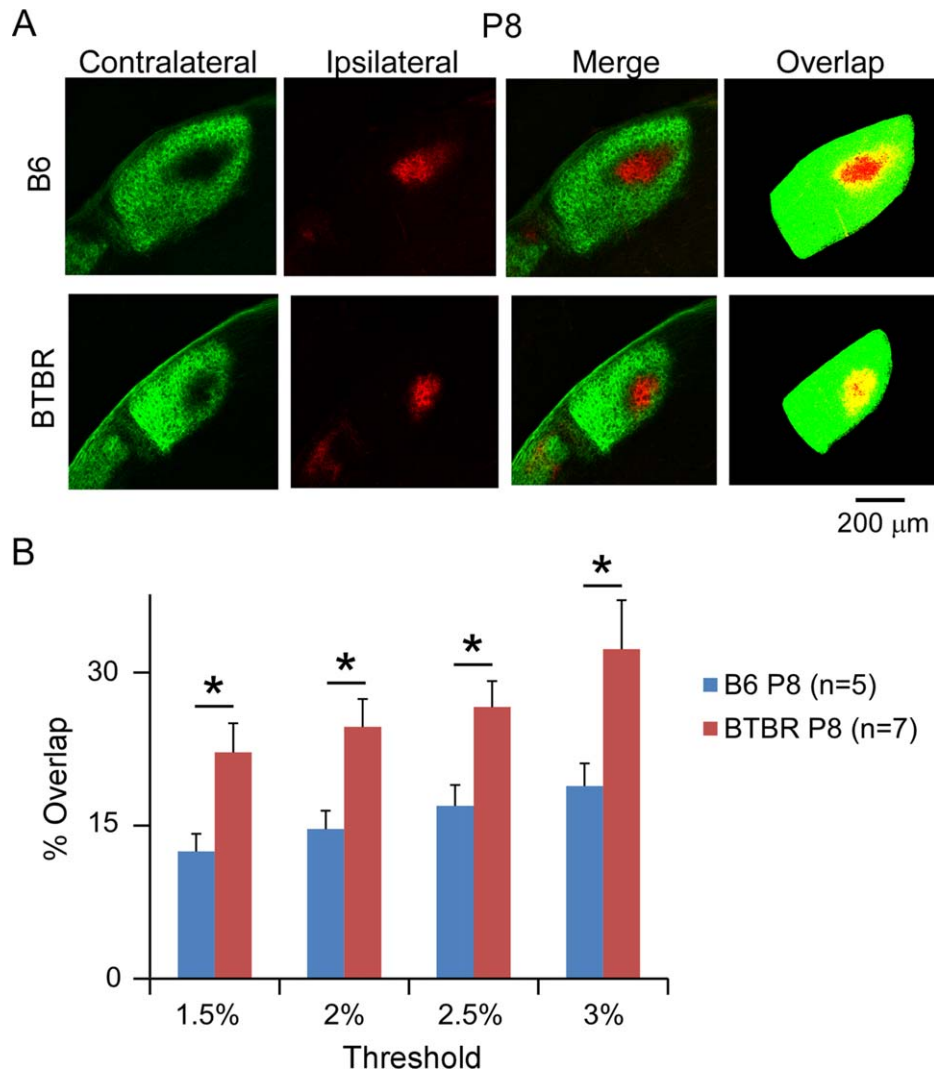 A
P8
Contralateral Ipsilateral Merge Overlap
B6
BTBR
200 μm
B
% Overlap
30
15
0
* * * *
B6 P8 (n=5)
BTBR P8 (n=7)
1.5% 2% 2.5% 3%
Threshold